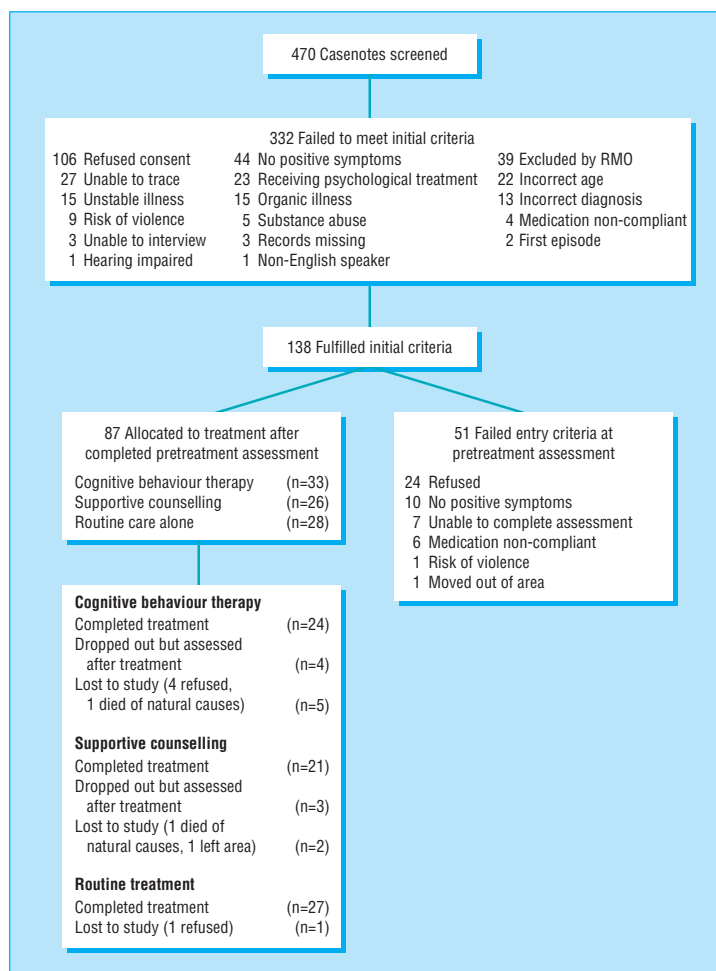 470 Casenotes screened
332 Failed to meet initial criteria
106 Refused consent
27 Unable to trace
15 Unstable illness
9 Risk of violence
3 Unable to interview
1 Hearing impaired
44 No positive symptoms
23 Receiving psychological treatment
15 Organic illness
5 Substance abuse
3 Records missing
1 Non-English speaker
39 Excluded by RMO
22 Incorrect age
13 Incorrect diagnosis
4 Medication non-compliant
2 First episode
138 Fulfilled initial criteria
87 Allocated to treatment after
completed pretreatment assessment
Cognitive behaviour therapy (n=33)
Supportive counselling (n=26)
Routine care alone (n=28)
51 Failed entry criteria at
pretreatment assessment
24 Refused
10 No positive symptoms
7 Unable to complete assessment
6 Medication non-compliant
1 Risk of violence
1 Moved out of area
Cognitive behaviour therapy
Completed treatment (n=24)
Dropped out but assessed
after treatment (n=4)
Lost to study (4 refused,
1 died of natural causes) (n=5)
Supportive counselling
Completed treatment (n=21)
Dropped out but assessed
after treatment (n=3)
Lost to study (1 died of
natural causes, 1 left area) (n=2)
Routine treatment
Completed treatment (n=27)
Lost to study (1 refused) (n=1)